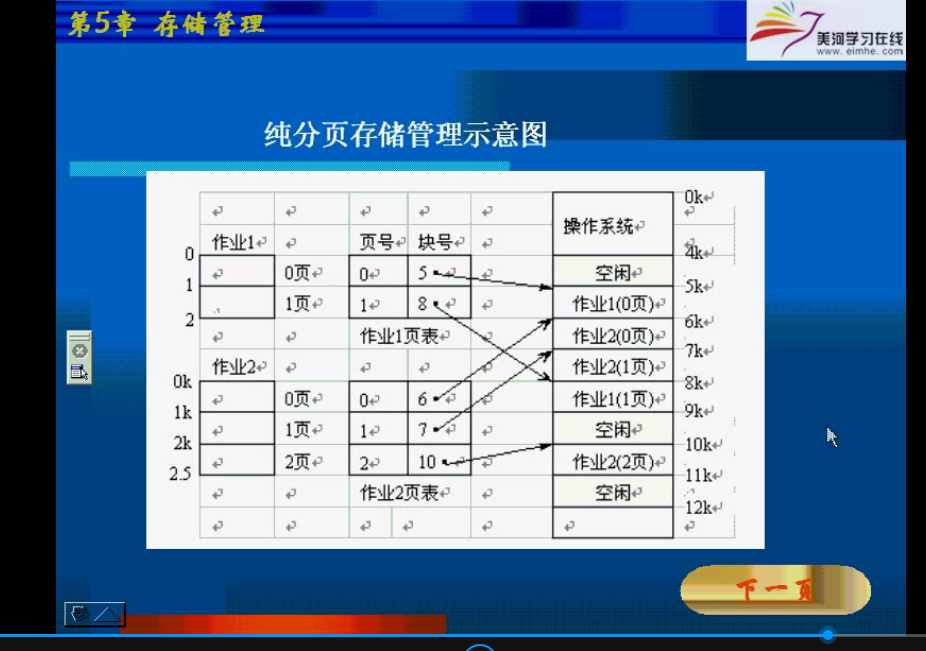 第5章 存储管理
美河学习在线
www.eimhe.com
纯分页存储管理示意图
0k
操作系统
作业1 页号 块号
4k
0
0页 0 5 空闲
1 5k
1页 1 8 作业1(0页)
2 6k
作业1页表 作业2(0页)
7k
作业2 作业2(1页)
0k 8k
0页 0 6 作业1(1页)
1k 9k
1页 1 7 空闲
2k 10k
2页 2 10 作业2(2页)
2.5 11k
作业2页表 空闲
12k
下一页